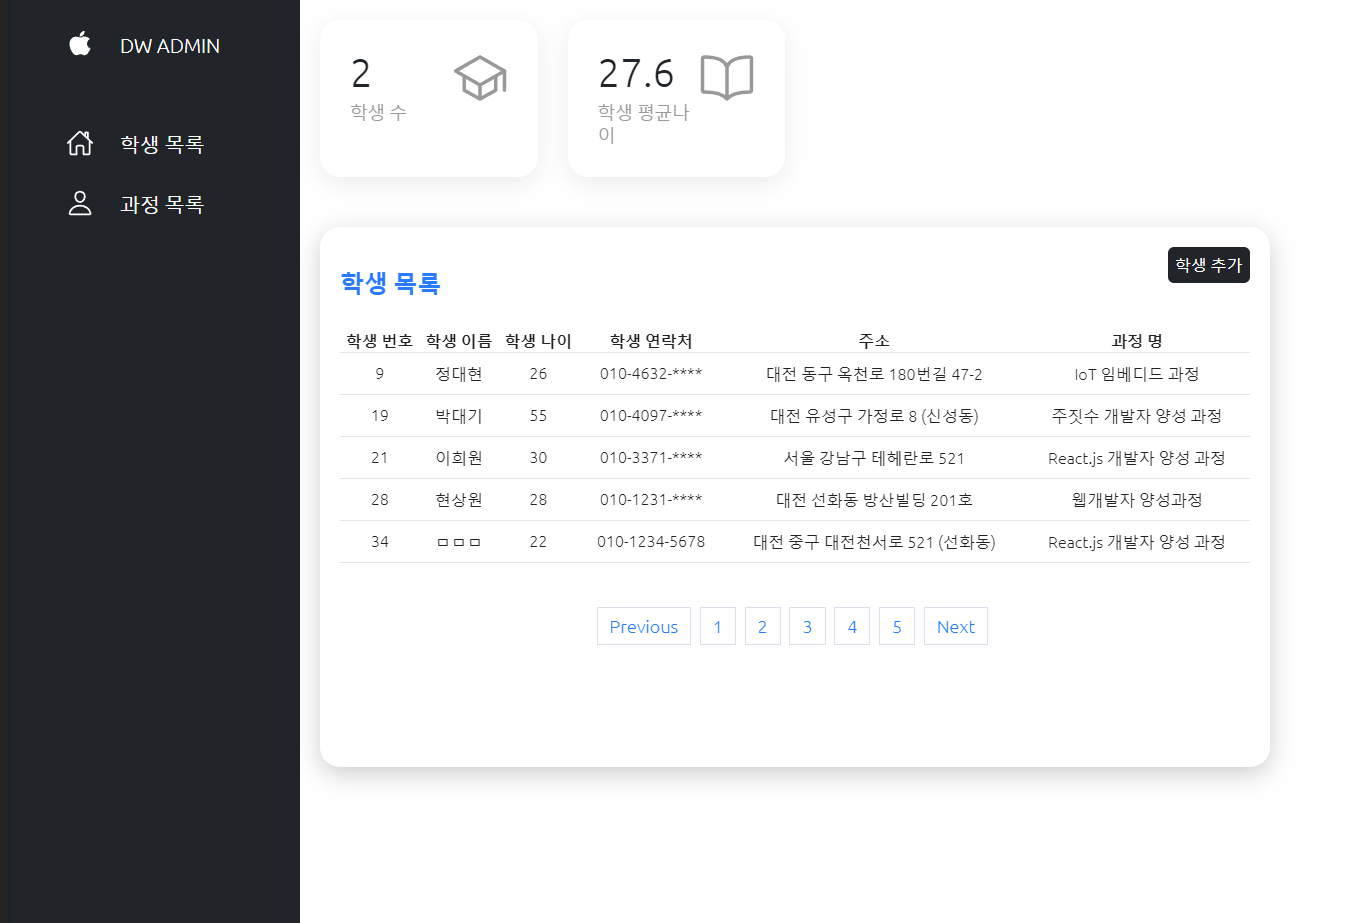 DW ADMIN
학생 목록
과정 목록
2
학생 수
27.6
학생 평균나
이
학생 추가
학생 목록
학생 번호 학생 이름 학생 나이 학생 연락처 주소 과정 명
9 정대현 26 010-4632-**** 대전 동구 옥천로 180번길 47-2 IoT 임베디드 과정
19 박대기 55 010-4097-**** 대전 유성구 가정로 8 (신성동) 주짓수 개발자 양성 과정
21 이희원 30 010-3371-**** 서울 강남구 테헤란로 521 React.js 개발자 양성 과정
28 현상원 28 010-1231-**** 대전 선화동 방산빌딩 201호 웹개발자 양성과정
34 ㅁㅁㅁ 22 010-1234-5678 대전 중구 대전천서로 521 (선화동) React.js 개발자 양성 과정
Previous 1 2 3 4 5 Next